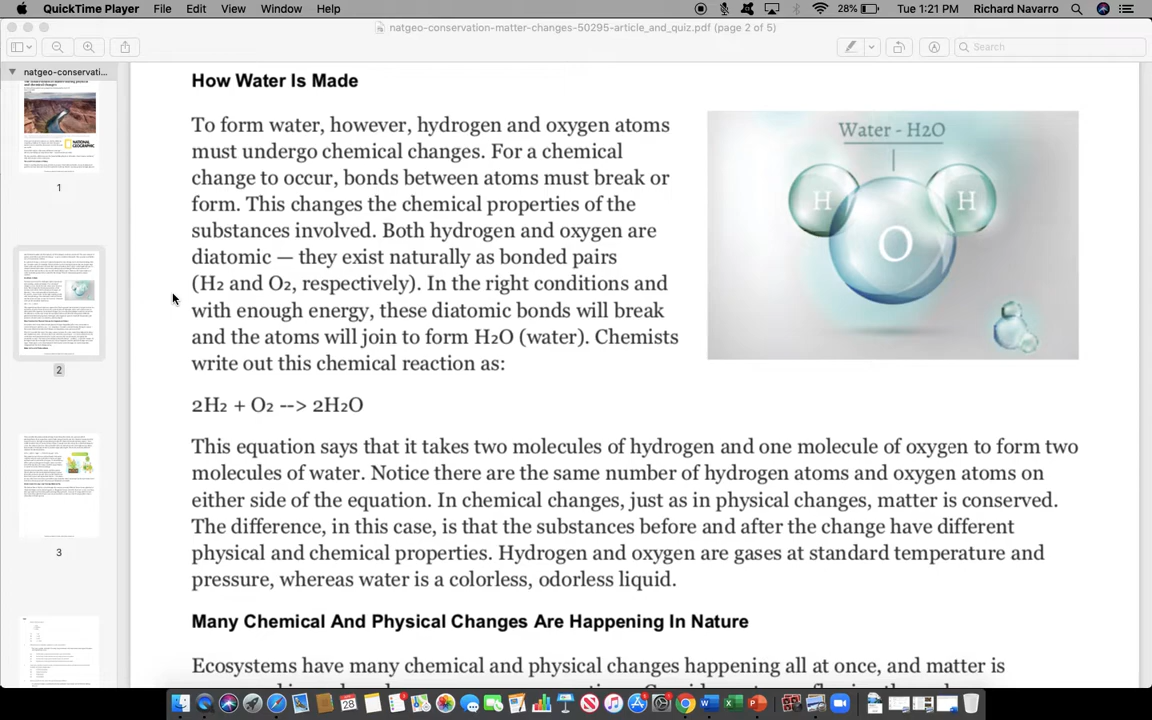 QuickTime Player File Edit View Window Help 28% Tue 1:21 PM Richard Navarro
natgeo-conservation-matter-changes-50295-article_and_quiz.pdf (page 2 of 5)
Search
natgeo-conservati...
NATIONAL
GEOGRAPHIC
1
2
3
How Water Is Made
To form water, however, hydrogen and oxygen atoms
must undergo chemical changes. For a chemical
change to occur, bonds between atoms must break or
form. This changes the chemical properties of the
substances involved. Both hydrogen and oxygen are
diatomic — they exist naturally as bonded pairs
(H₂ and O₂, respectively). In the right conditions and
with enough energy, these diatomic bonds will break
and the atoms will join to form H₂O (water). Chemists
write out this chemical reaction as:
Water - H2O
H
H
O
2H₂ + O₂ --> 2H₂O
This equation says that it takes two molecules of hydrogen and one molecule of oxygen to form two
molecules of water. Notice there are the same number of hydrogen atoms and oxygen atoms on
either side of the equation. In chemical changes, just as in physical changes, matter is conserved.
The difference, in this case, is that the substances before and after the change have different
physical and chemical properties. Hydrogen and oxygen are gases at standard temperature and
pressure, whereas water is a colorless, odorless liquid.
Many Chemical And Physical Changes Are Happening In Nature
Ecosystems have many chemical and physical changes happening all at once, and matter is
28